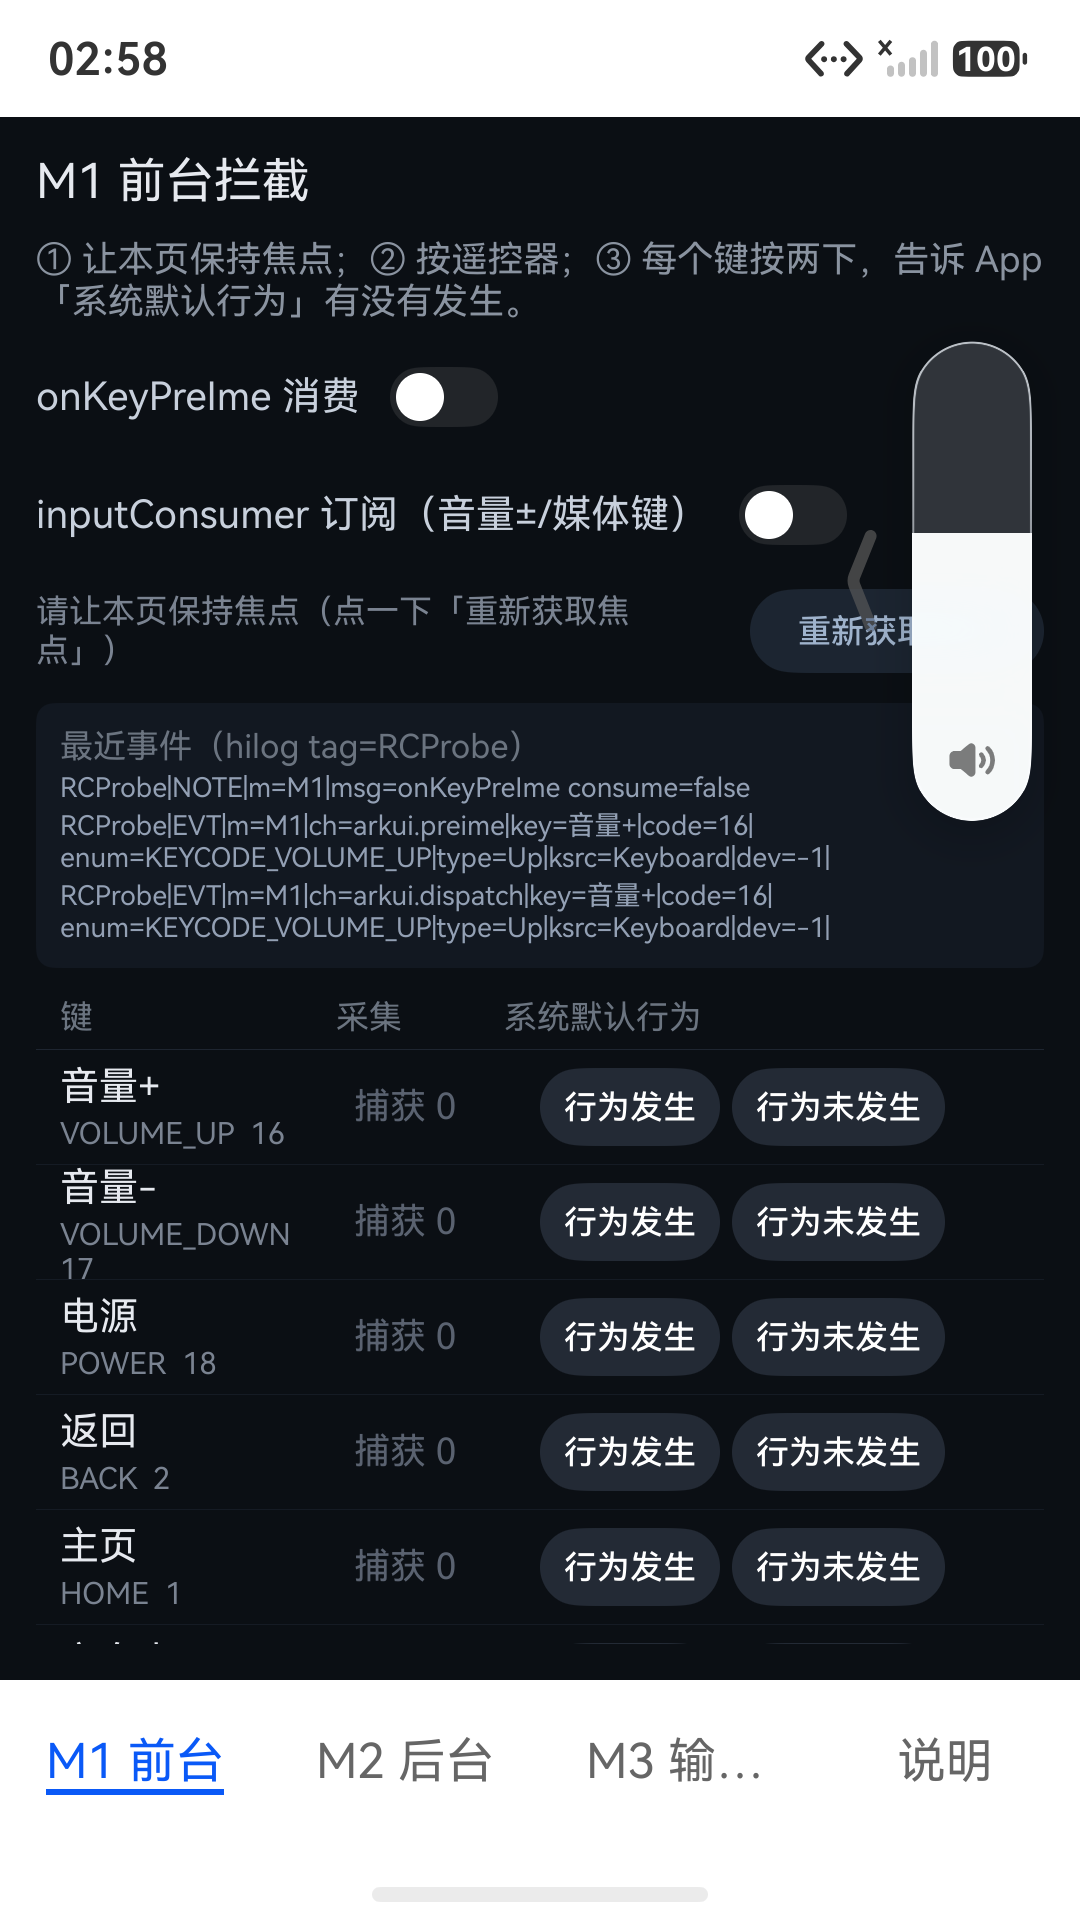 02:58
100
M1 前台拦截
① 让本页保持焦点；② 按遥控器；③ 每个键按两下，告诉 App
「系统默认行为」有没有发生。
onKeyPreIme 消费
inputConsumer 订阅（音量±/媒体键）
请让本页保持焦点（点一下「重新获取焦
点」）
重新获取
最近事件（hilog tag=RCProbe）
RCProbe|NOTE|m=M1|msg=onKeyPreIme consume=false
RCProbe|EVT|m=M1|ch=arkui.preime|key=音量+|code=16|
enum=KEYCODE_VOLUME_UP|type=Up|ksrc=Keyboard|dev=-1|
RCProbe|EVT|m=M1|ch=arkui.dispatch|key=音量+|code=16|
enum=KEYCODE_VOLUME_UP|type=Up|ksrc=Keyboard|dev=-1|
键 采集 系统默认行为
音量+
VOLUME_UP 16
捕获 0 行为发生 行为未发生
音量-
VOLUME_DOWN
17
捕获 0 行为发生 行为未发生
电源
POWER 18
捕获 0 行为发生 行为未发生
返回
BACK 2
捕获 0 行为发生 行为未发生
主页
HOME 1
捕获 0 行为发生 行为未发生
M1 前台 M2 后台 M3 输... 说明